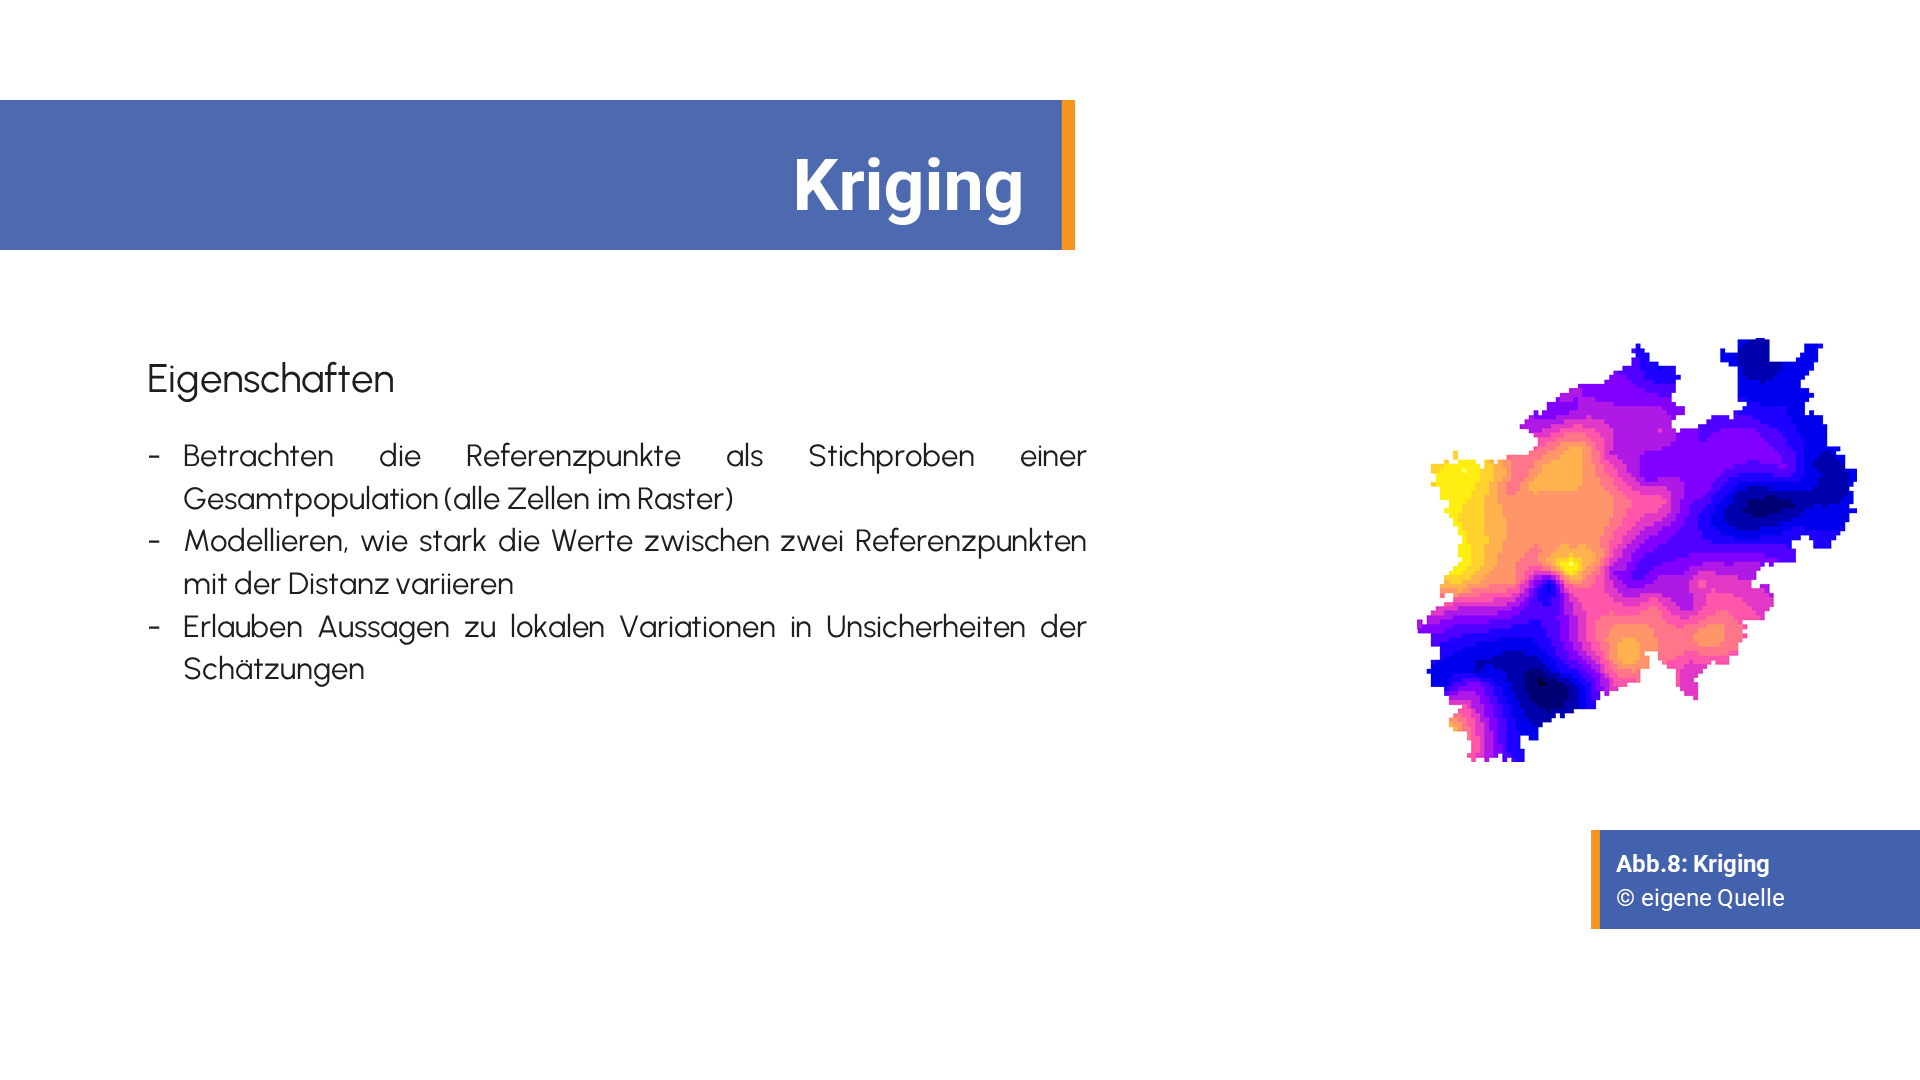 Kriging
Eigenschaften
- Betrachten die Referenzpunkte als Stichproben einer
Gesamtpopulation (alle Zellen im Raster)
- Modellieren, wie stark die Werte zwischen zwei Referenzpunkten
mit der Distanz variieren
- Erlauben Aussagen zu lokalen Variationen in Unsicherheiten der
Schätzungen
Abb.8: Kriging
© eigene Quelle